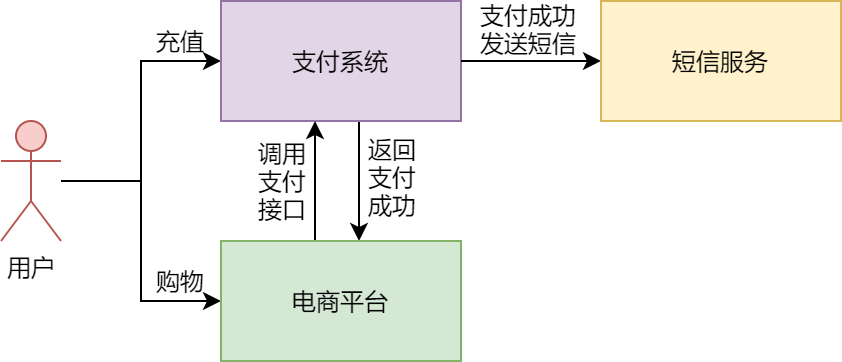 充值
支付系统
支付成功
发送短信
短信服务
调用
支付
接口
返回
支付
成功
用户
购物
电商平台